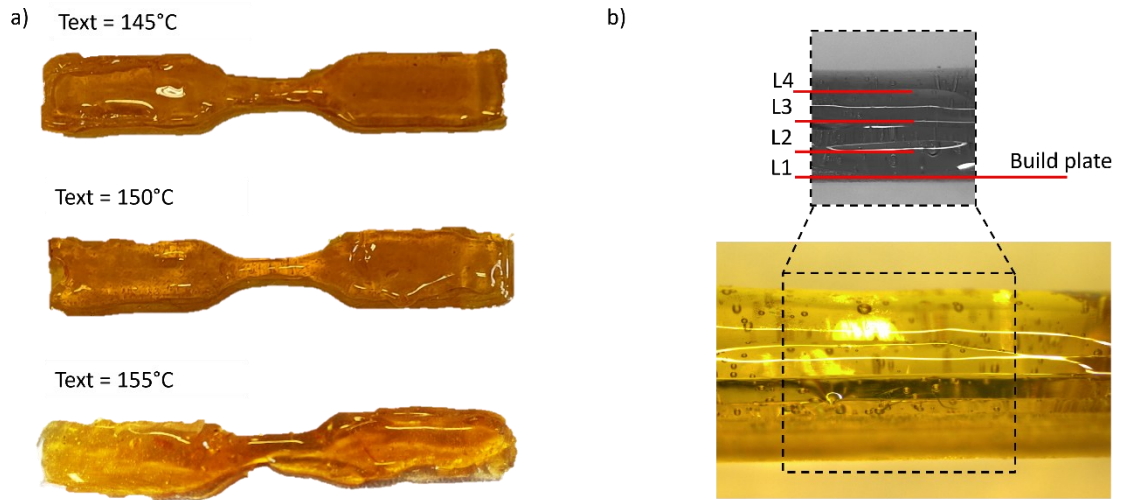 a)
Text = 145°C
Text = 150°C
Text = 155°C
b)
L4
L3
L2
L1
Build plate